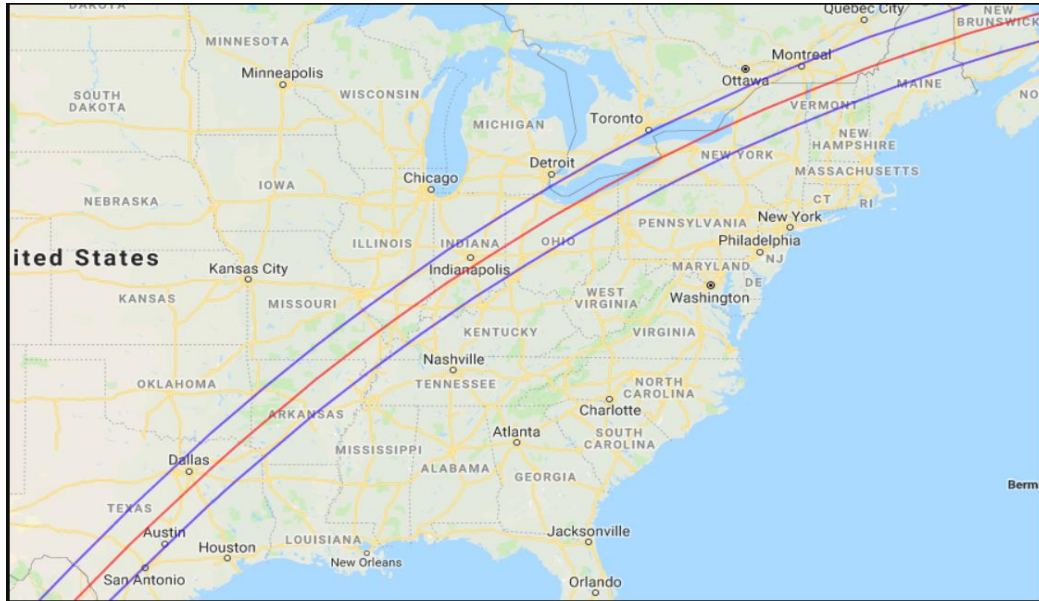 DAKOTA
Quebec City
NEW
BRUNSWICK
MINNESOTA
Montreal
Minneapolis
Ottawa
MAINE
SOUTH
DAKOTA
WISCONSIN
VERMONT
NO
Toronto
MICHIGAN
NEW
HAMPSHIRE
Detroit
NEW YORK
MASSACHUSETTS
Chicago
IOWA
CT
RI
NEBRASKA
PENNSYLVANIA
New York
ILLINOIS
INDIANA
OHIO
Philadelphia
ited States
NJ
Kansas City
Indianapolis
MARYLAND
DE
KANSAS
MISSOURI
WEST
VIRGINIA
Washington
KENTUCKY
VIRGINIA
Nashville
OKLAHOMA
TENNESSEE
NORTH
CAROLINA
ARKANSAS
Charlotte
Atlanta
SOUTH
CAROLINA
MISSISSIPPI
Dallas
ALABAMA
GEORGIA
Berm
TEXAS
Austin
Jacksonville
LOUISIANA
Houston
New Orleans
San Antonio
Orlando